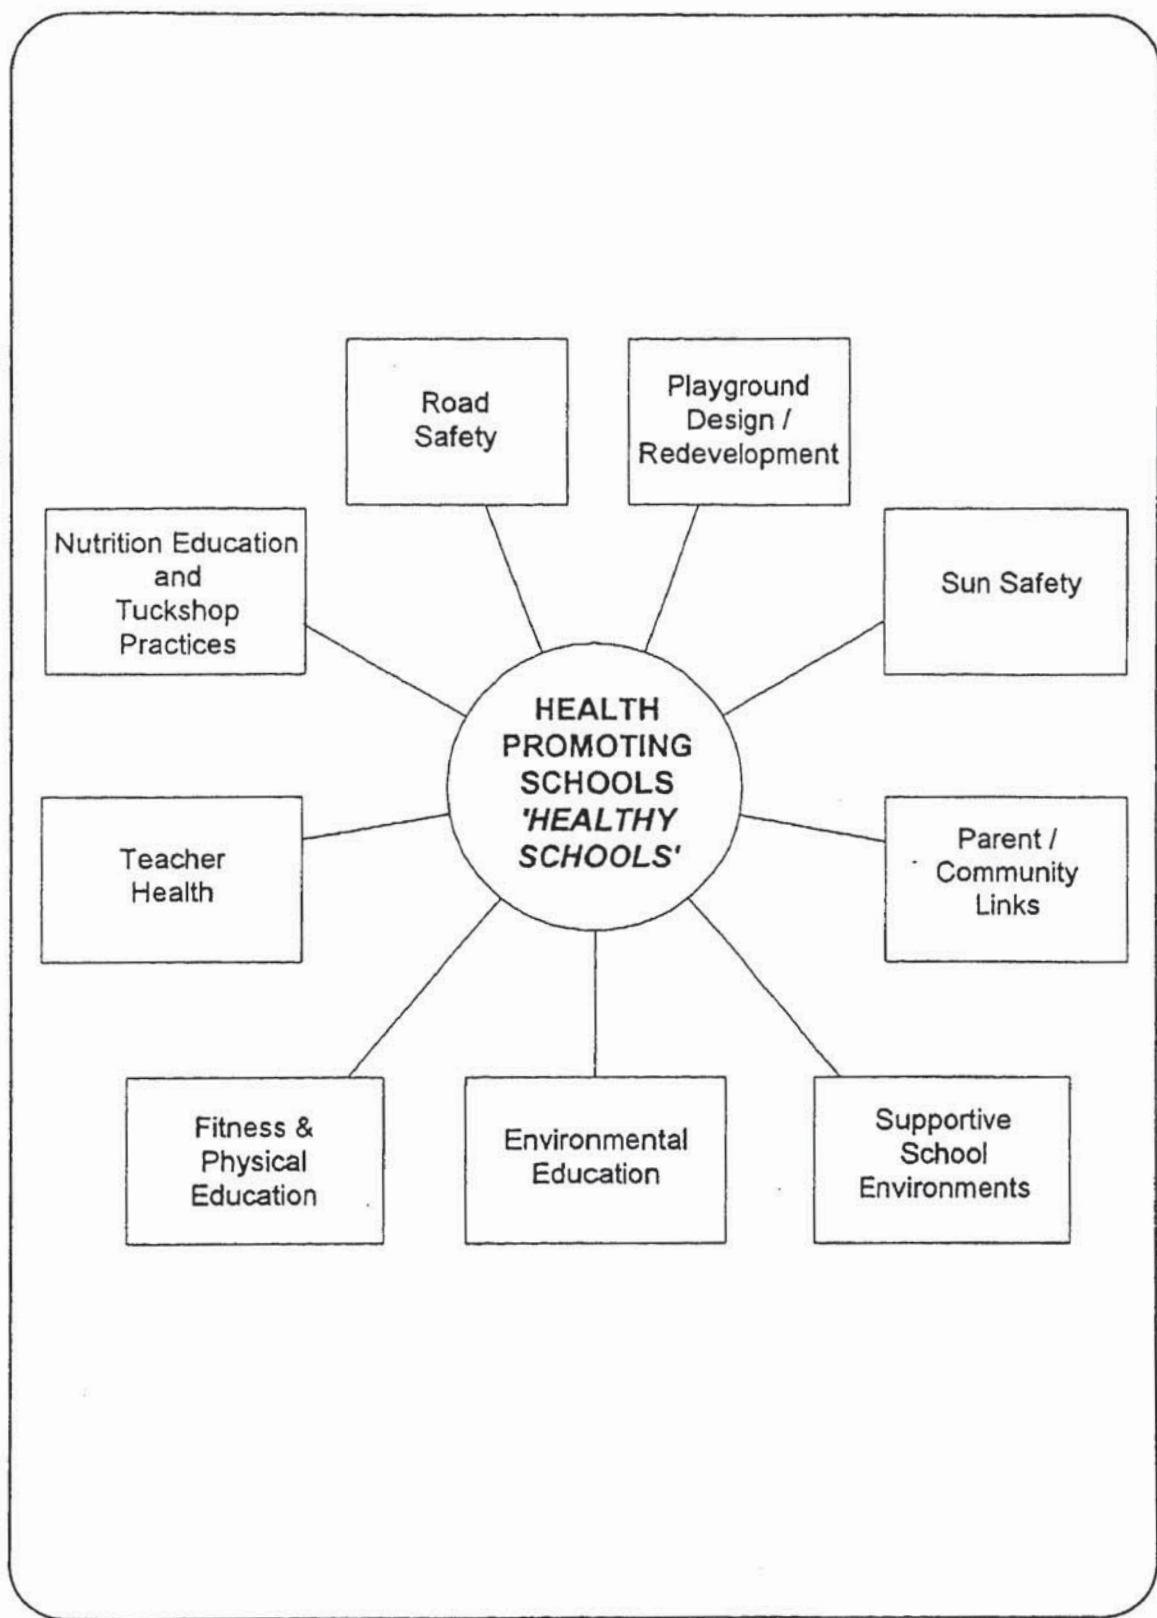 Road
Safety
Playground
Design /
Redevelopment
Nutrition Education
and
Tuckshop
Practices
Sun Safety
HEALTH
PROMOTING
SCHOOLS
'HEALTHY
SCHOOLS'
Teacher
Health
Parent /
Community
Links
Fitness &
Physical
Education
Environmental
Education
Supportive
School
Environments